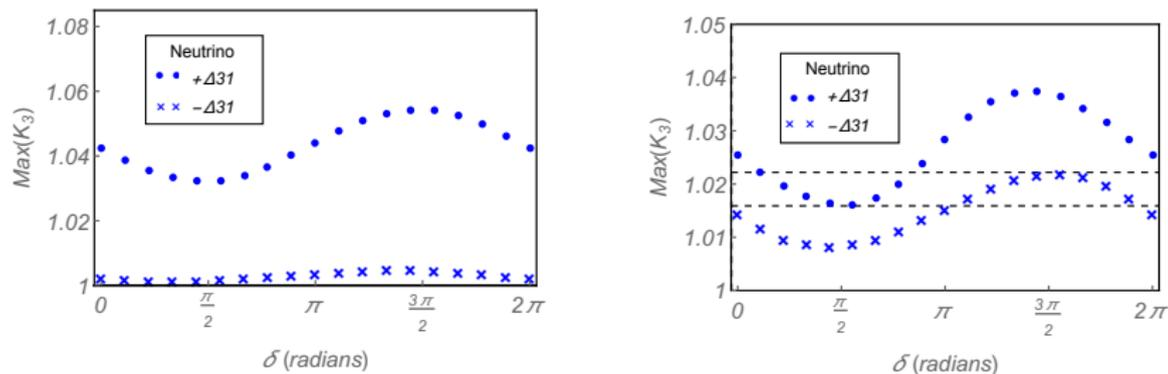 1.08
1.06
1.04
1.02
1
Max(K₃)
Neutrino
+Δ31
-Δ31
0
π/2
π
3π/2
2π
δ (radians)
1.05
1.04
1.03
1.02
1.01
1
Max(K₃)
Neutrino
+Δ31
-Δ31
0
π/2
π
3π/2
2π
δ (radians)